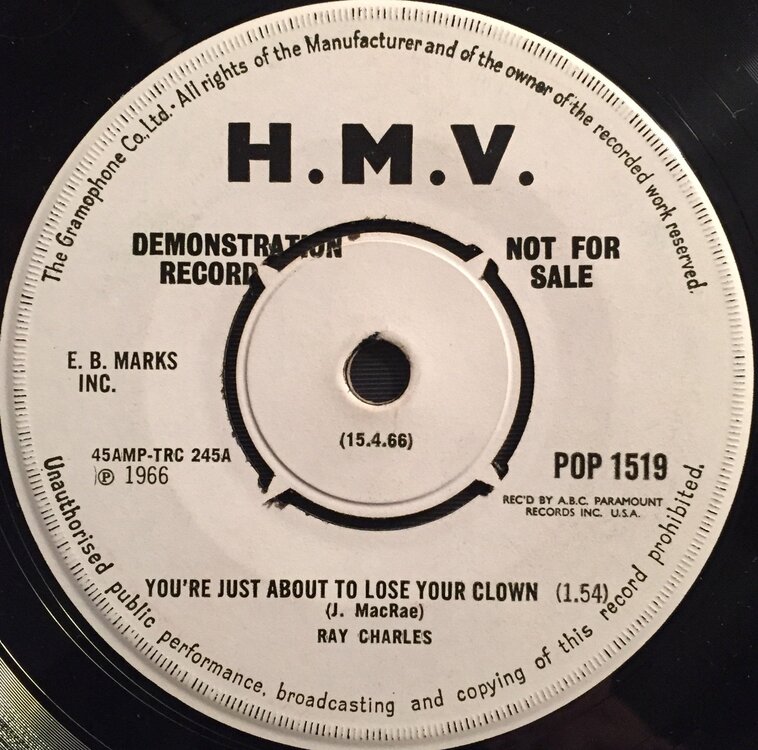 The Gramophone Co. Ltd. · All rights of the Manufacturer and of the owner of the recorded work reserved.
H.M.V.
DEMONSTRATION
RECORD
NOT FOR
SALE
E. B. MARKS
INC.
(15.4.66)
45AMP-TRC 245A
℗ 1966
POP 1519
REC'D BY A.B.C. PARAMOUNT
RECORDS INC. U.S.A.
YOU'RE JUST ABOUT TO LOSE YOUR CLOWN (1.54)
(J. MacRae)
RAY CHARLES
Unauthorised public performance, broadcasting and copying of this record prohibited.